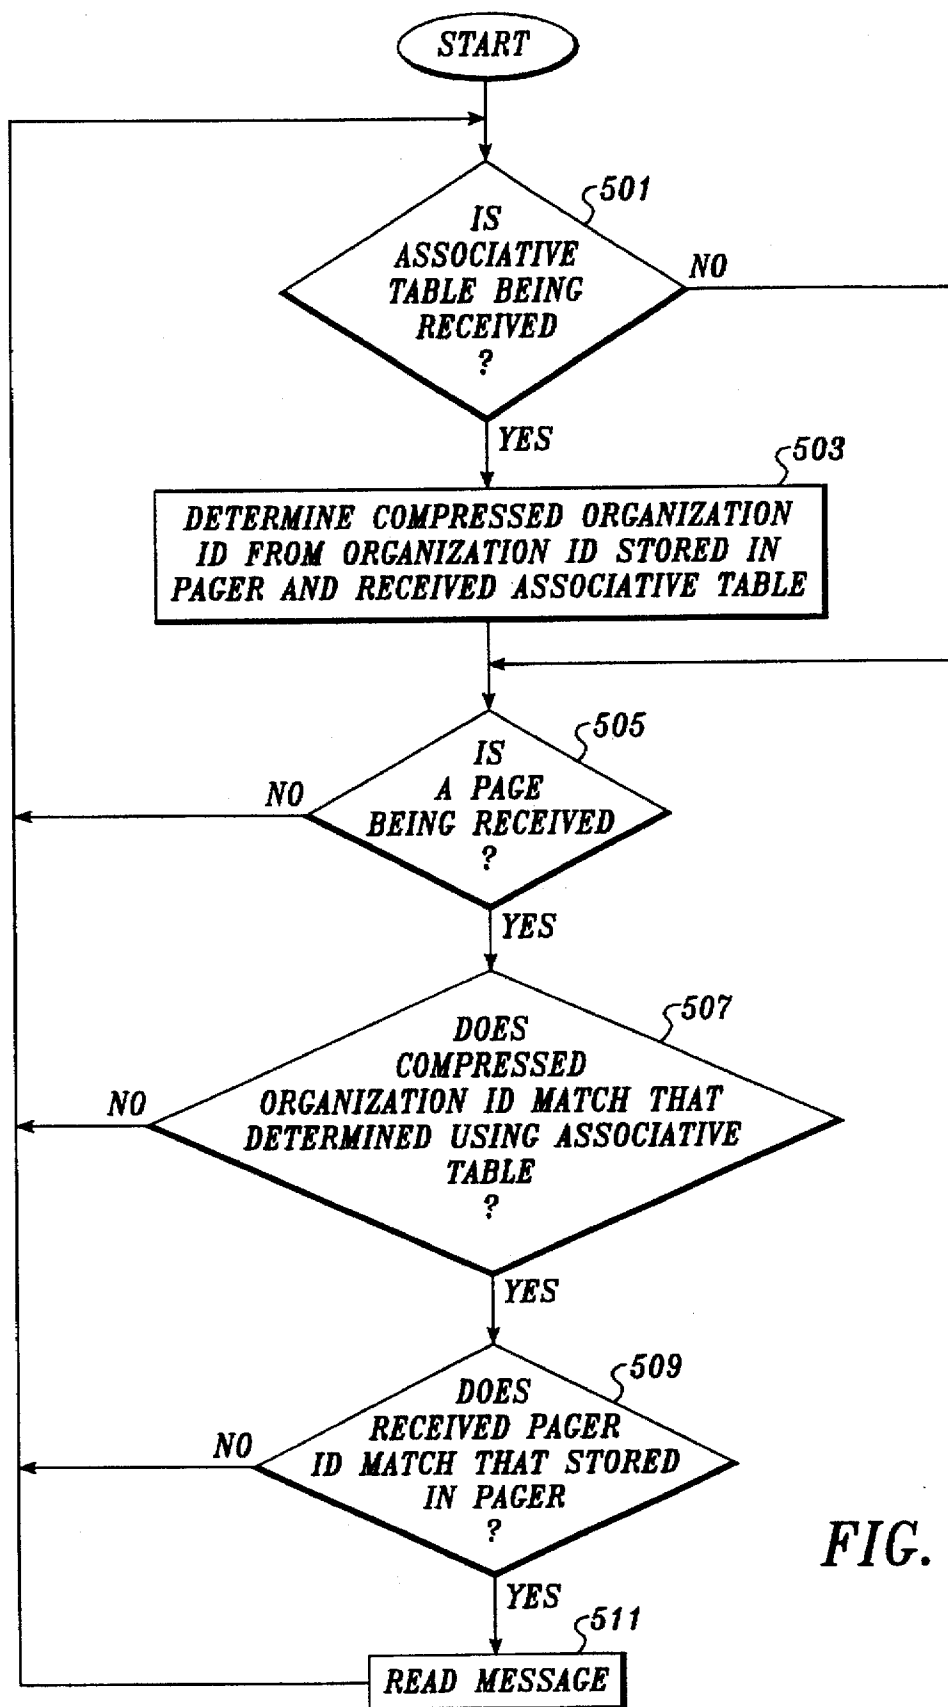 START
501
IS
ASSOCIATIVE
TABLE BEING
RECEIVED
?
NO
YES
503
DETERMINE COMPRESSED ORGANIZATION
ID FROM ORGANIZATION ID STORED IN
PAGER AND RECEIVED ASSOCIATIVE TABLE
505
IS
A PAGE
BEING RECEIVED
?
NO
YES
507
DOES
COMPRESSED
ORGANIZATION ID MATCH THAT
DETERMINED USING ASSOCIATIVE
TABLE
?
NO
YES
509
DOES
RECEIVED PAGER
ID MATCH THAT STORED
IN PAGER
?
NO
YES
FIG.
511
READ MESSAGE